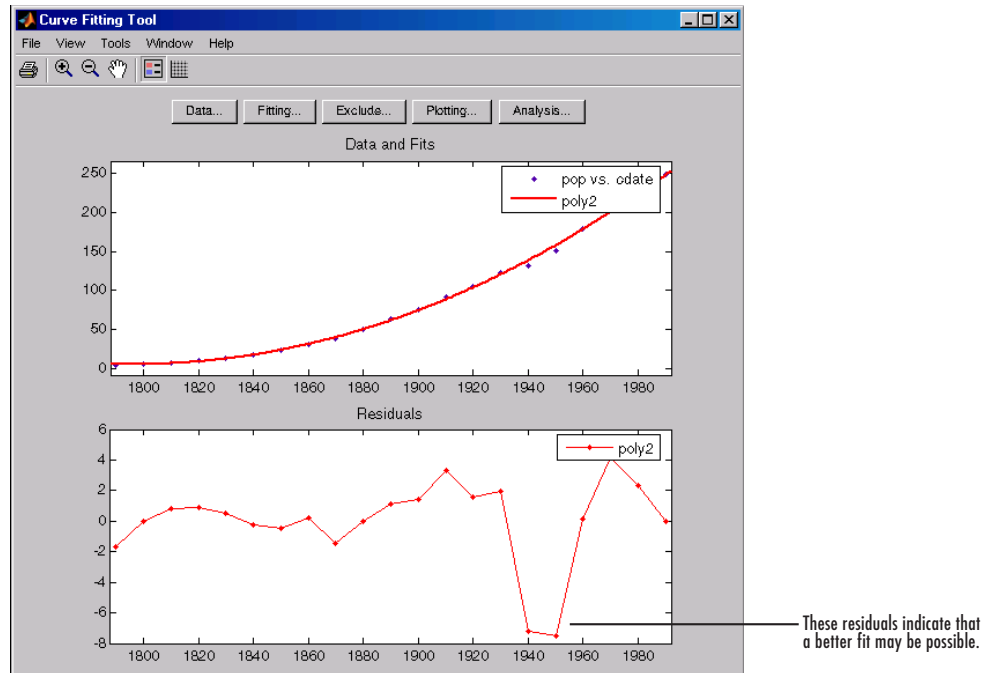 Curve Fitting Tool
File View Tools Window Help
Data... Fitting... Exclude... Plotting... Analysis...
Data and Fits
pop vs. cdate
poly2
250
200
150
100
50
0
1800 1820 1840 1860 1880 1900 1920 1940 1960 1980
Residuals
poly2
6
4
2
0
-2
-4
-6
-8
1800 1820 1840 1860 1880 1900 1920 1940 1960 1980
These residuals indicate that
a better fit may be possible.